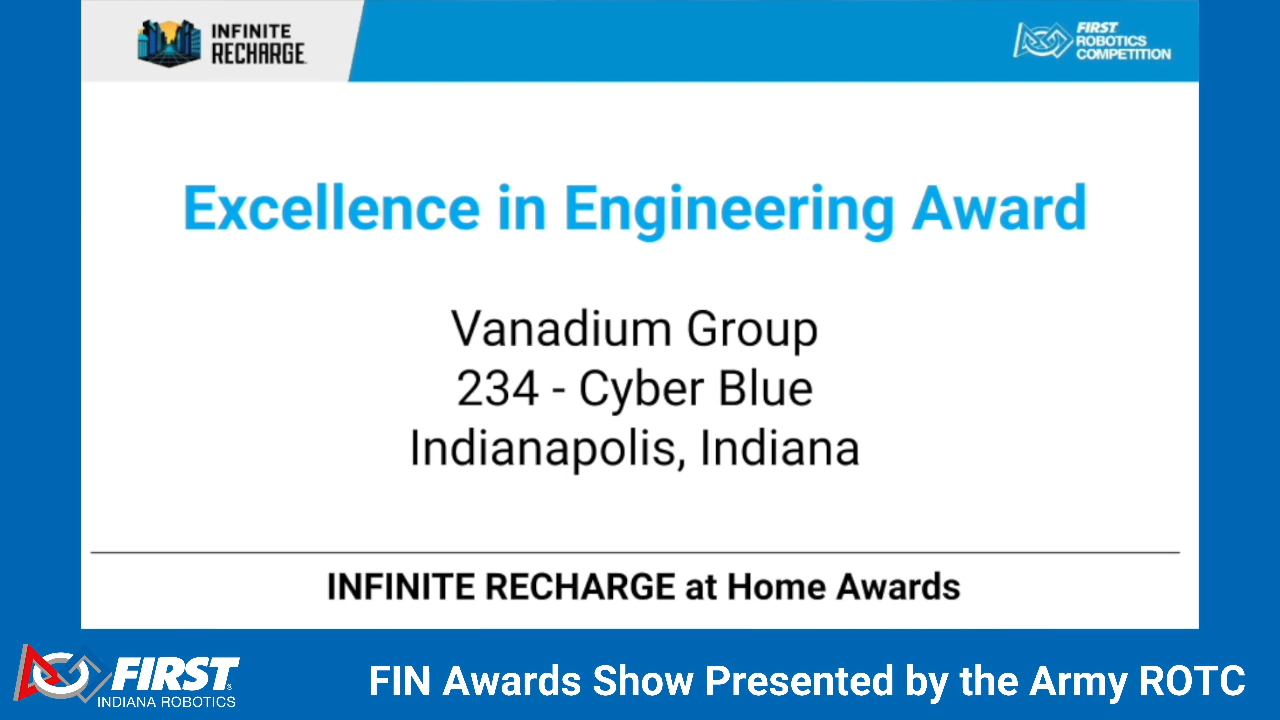 INFINITE
RECHARGE
FIRST
ROBOTICS
COMPETITION
Excellence in Engineering Award
Vanadium Group
234 - Cyber Blue
Indianapolis, Indiana
INFINITE RECHARGE at Home Awards
FIRST
INDIANA ROBOTICS
FIN Awards Show Presented by the Army ROTC